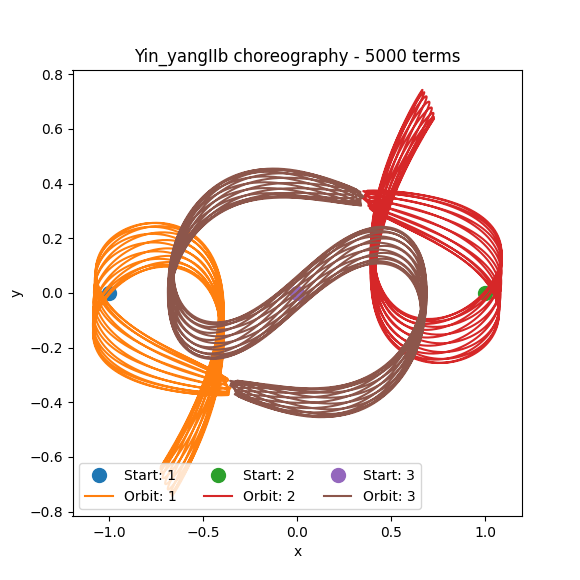 Yin_yangIIb choreography - 5000 terms
0.8
0.6
0.4
0.2
0.0
−0.2
−0.4
−0.6
−0.8
y
Start: 1 Start: 2 Start: 3
Orbit: 1 Orbit: 2 Orbit: 3
−1.0 −0.5 0.0 0.5 1.0
x